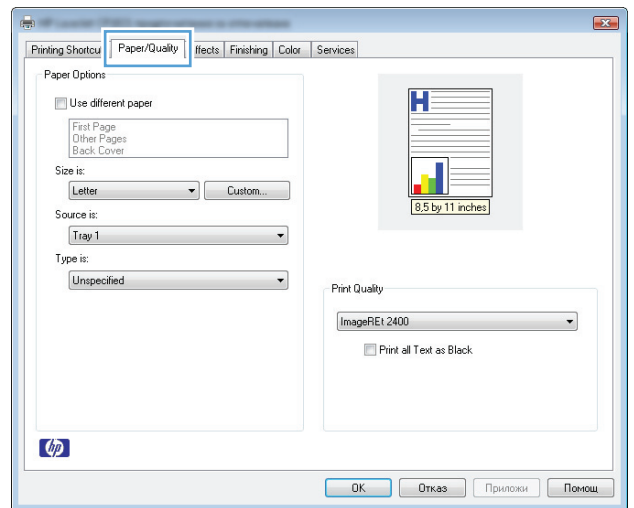 Printing Shortcu Paper/Quality ffects Finishing Color Services
Paper Options
Use different paper
First Page
Other Pages
Back Cover
Size is:
Letter Custom...
Source is:
Tray 1
Type is:
Unspecified
H
8,5 by 11 inches
Print Quality
ImageREt 2400
Print all Text as Black
hp
OK Отказ Приложи Помощ